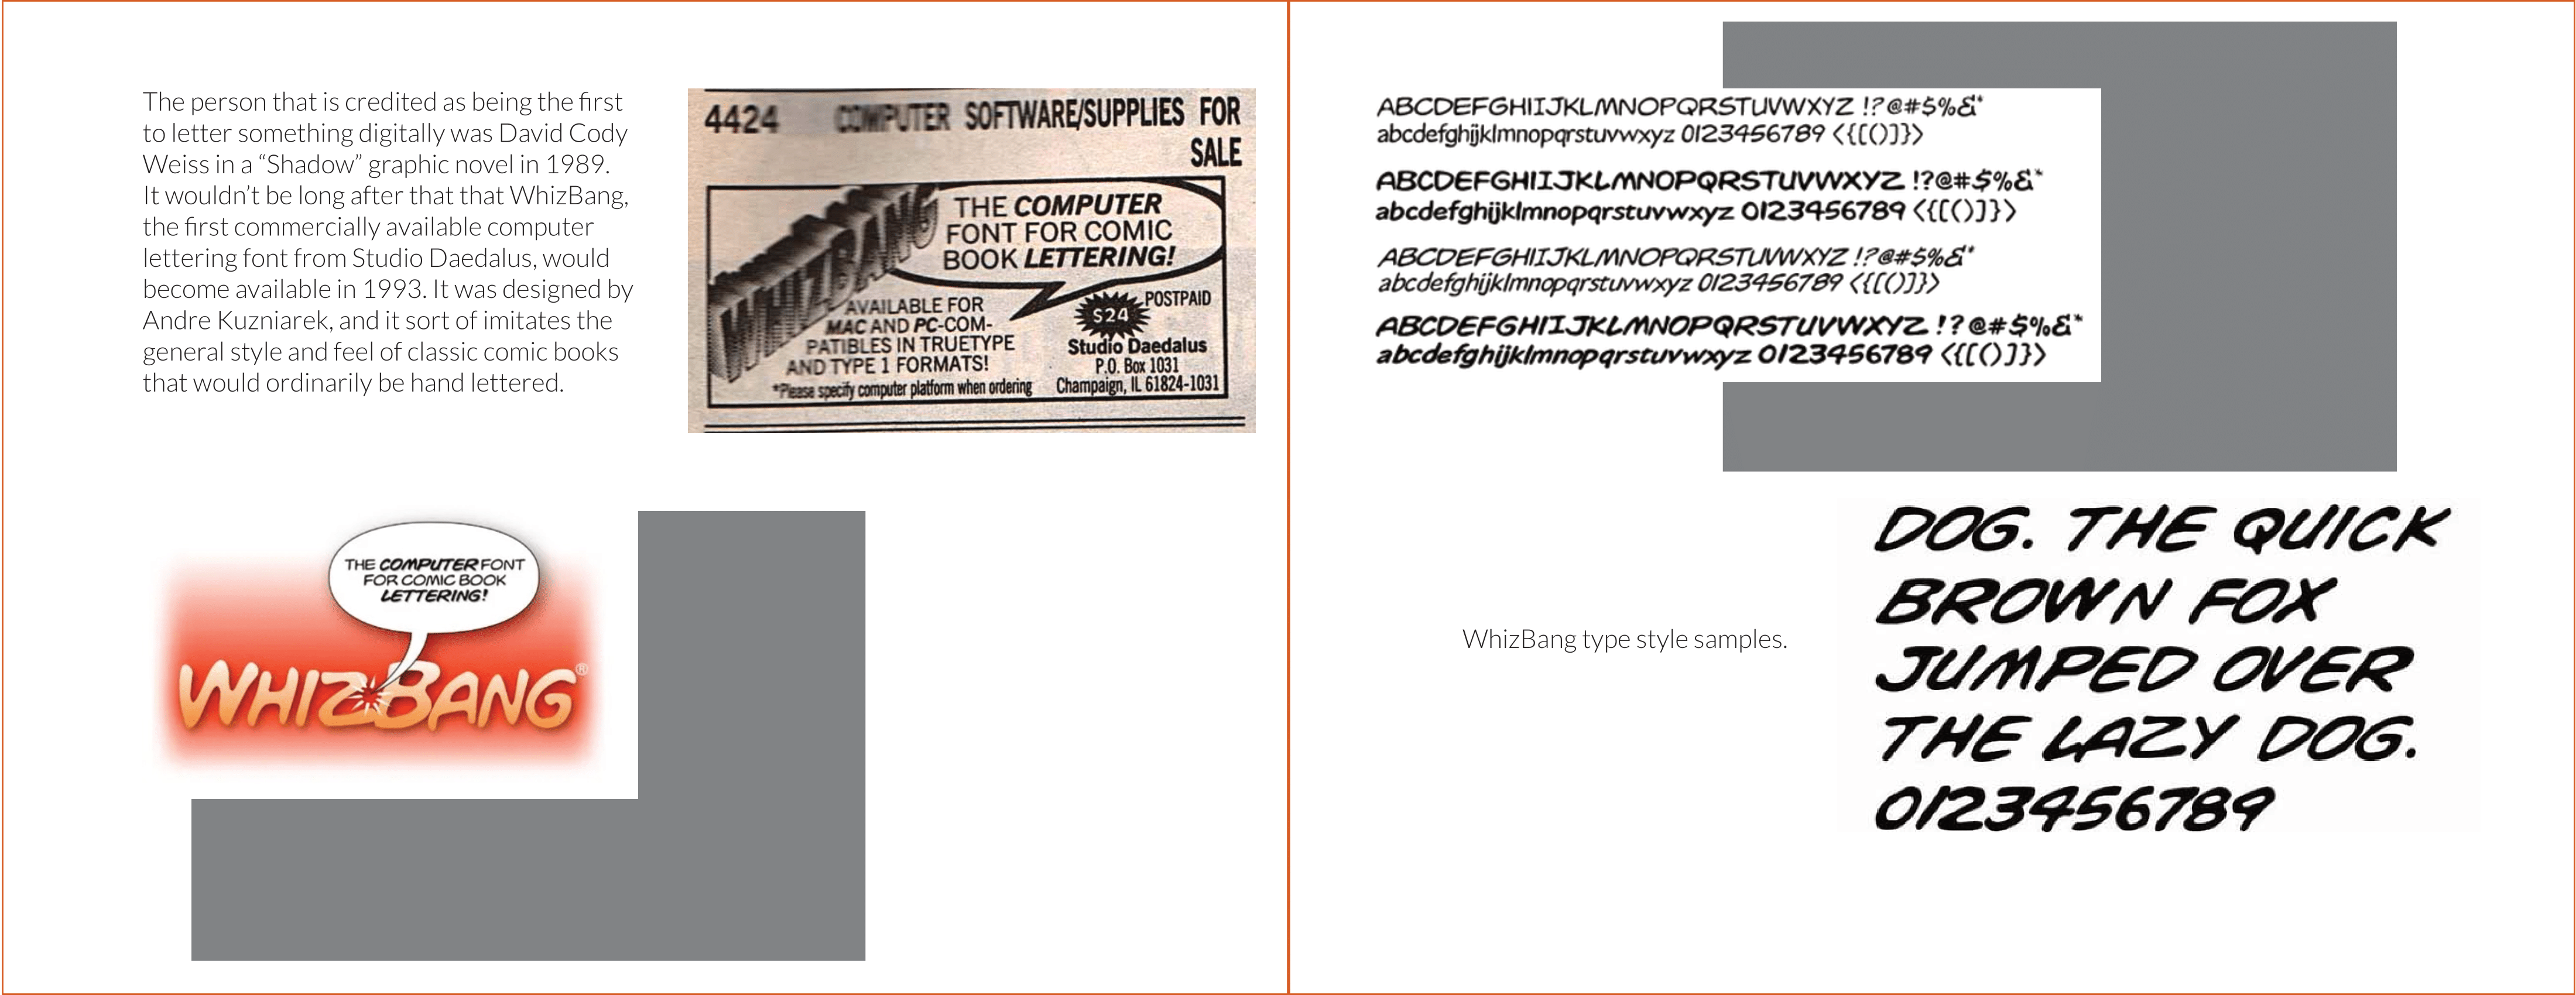 The person that is credited as being the first
to letter something digitally was David Cody
Weiss in a “Shadow” graphic novel in 1989.
It wouldn’t be long after that that WhizBang,
the first commercially available computer
lettering font from Studio Daedalus, would
become available in 1993. It was designed by
Andre Kuzniarek, and it sort of imitates the
general style and feel of classic comic books
that would ordinarily be hand lettered.
4424 COMPUTER SOFTWARE/SUPPLIES FOR
SALE
WHIZBANG
THE COMPUTER
FONT FOR COMIC
BOOK LETTERING!
AVAILABLE FOR
MAC AND PC-COM-
PATIBLES IN TRUETYPE
AND TYPE 1 FORMATS!
*Please specify computer platform when ordering
$24 POSTPAID
Studio Daedalus
P.O. Box 1031
Champaign, IL 61824-1031
THE COMPUTER FONT
FOR COMIC BOOK
LETTERING!
WHIZBANG®
ABCDEFGHIIJKLMNOPQRSTUVWXYZ !?@#$%&*
abcdefghijklmnopqrstuvwxyz 0123456789 <{[()]}>
ABCDEFGHIIJKLMNOPQRSTUVWXYZ !?@#$%&*
abcdefghijklmnopqrstuvwxyz 0123456789 <{[()]}>
ABCDEFGHIIJKLMNOPQRSTUVWXYZ !?@#$%&*
abcdefghijklmnopqrstuvwxyz 0123456789 <{[()]}>
ABCDEFGHIIJKLMNOPQRSTUVWXYZ !?@#$%&*
abcdefghijklmnopqrstuvwxyz 0123456789 <{[()]}>
WhizBang type style samples.
DOG. THE QUICK
BROWN FOX
JUMPED OVER
THE LAZY DOG.
0123456789